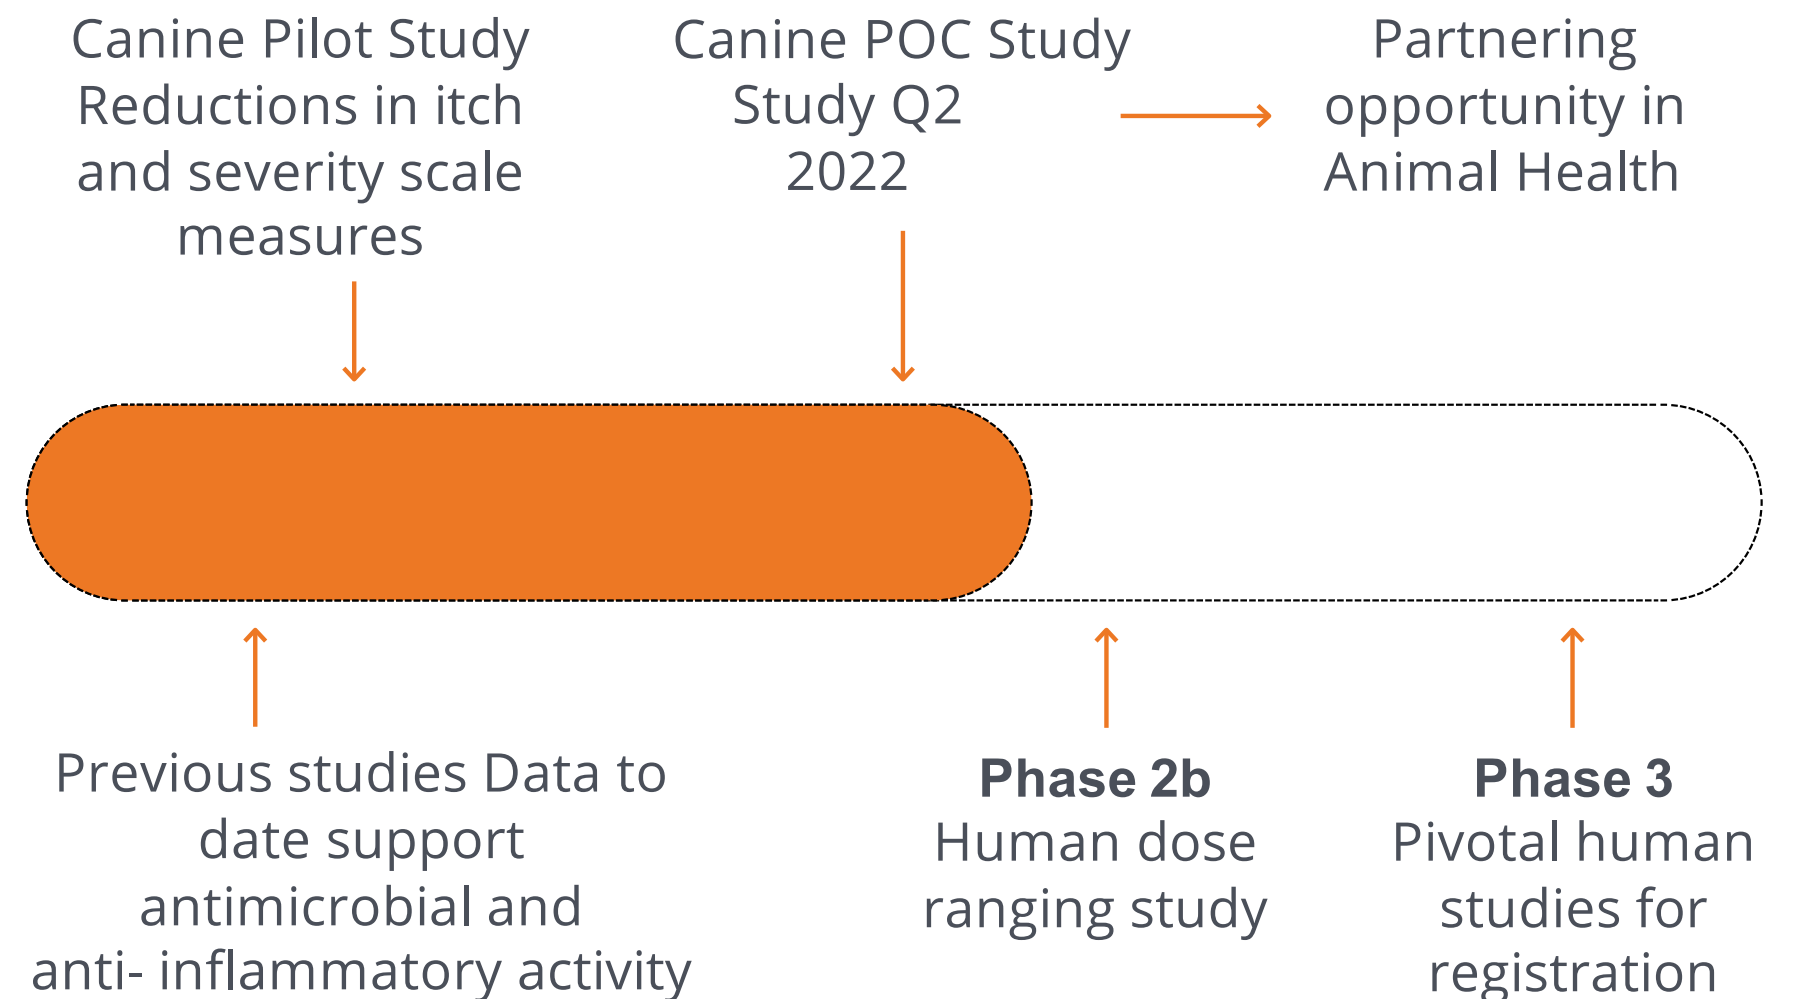 Canine Pilot Study
Reductions in itch
and severity scale
measures
Canine POC Study
Study Q2
2022
Partnering
opportunity in
Animal Health
Previous studies Data to
date support
antimicrobial and
anti- inflammatory activity
Phase 2b
Human dose
ranging study
Phase 3
Pivotal human
studies for
registration